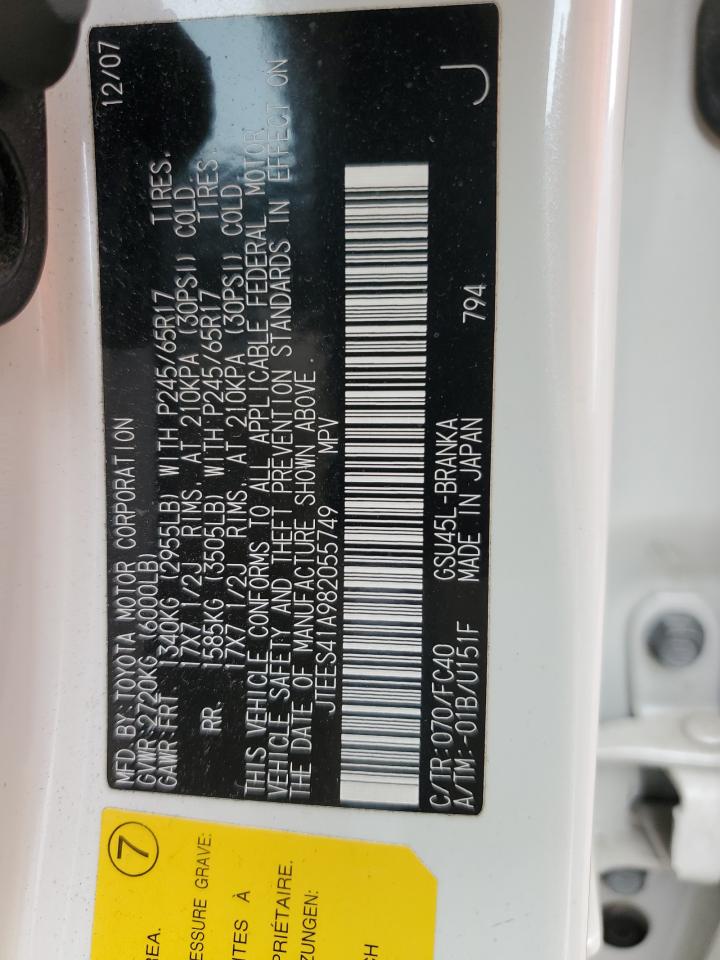 MFD.BY:TOYOTA MOTOR CORPORATION 12/07
GVWR:2720KG (6000LB)
GAWR:FRT. 1340KG (2955LB) WITH P245/65R17 TIRES.
17X7 1/2J RIMS, AT 210KPA (30PSI) COLD
RR. 1585KG (3505LB) WITH P245/65R17 TIRES
17X7 1/2J RIMS, AT 210KPA (30PSI) COLD
THIS VEHICLE CONFORMS TO ALL APPLICABLE FEDERAL MOTOR
VEHICLE SAFETY AND THEFT PREVENTION STANDARDS IN EFFECT ON
THE DATE OF MANUFACTURE SHOWN ABOVE.
JTEES41A982055749 MPV
C/TR:070/FC40 GSU45L-BRANKA J
A/TM:-01B/U151F MADE IN JAPAN 794
7
REA.
ESSURE GRAVE:
ITES À
PRIÉTAIRE.
ZUNGEN:
CH